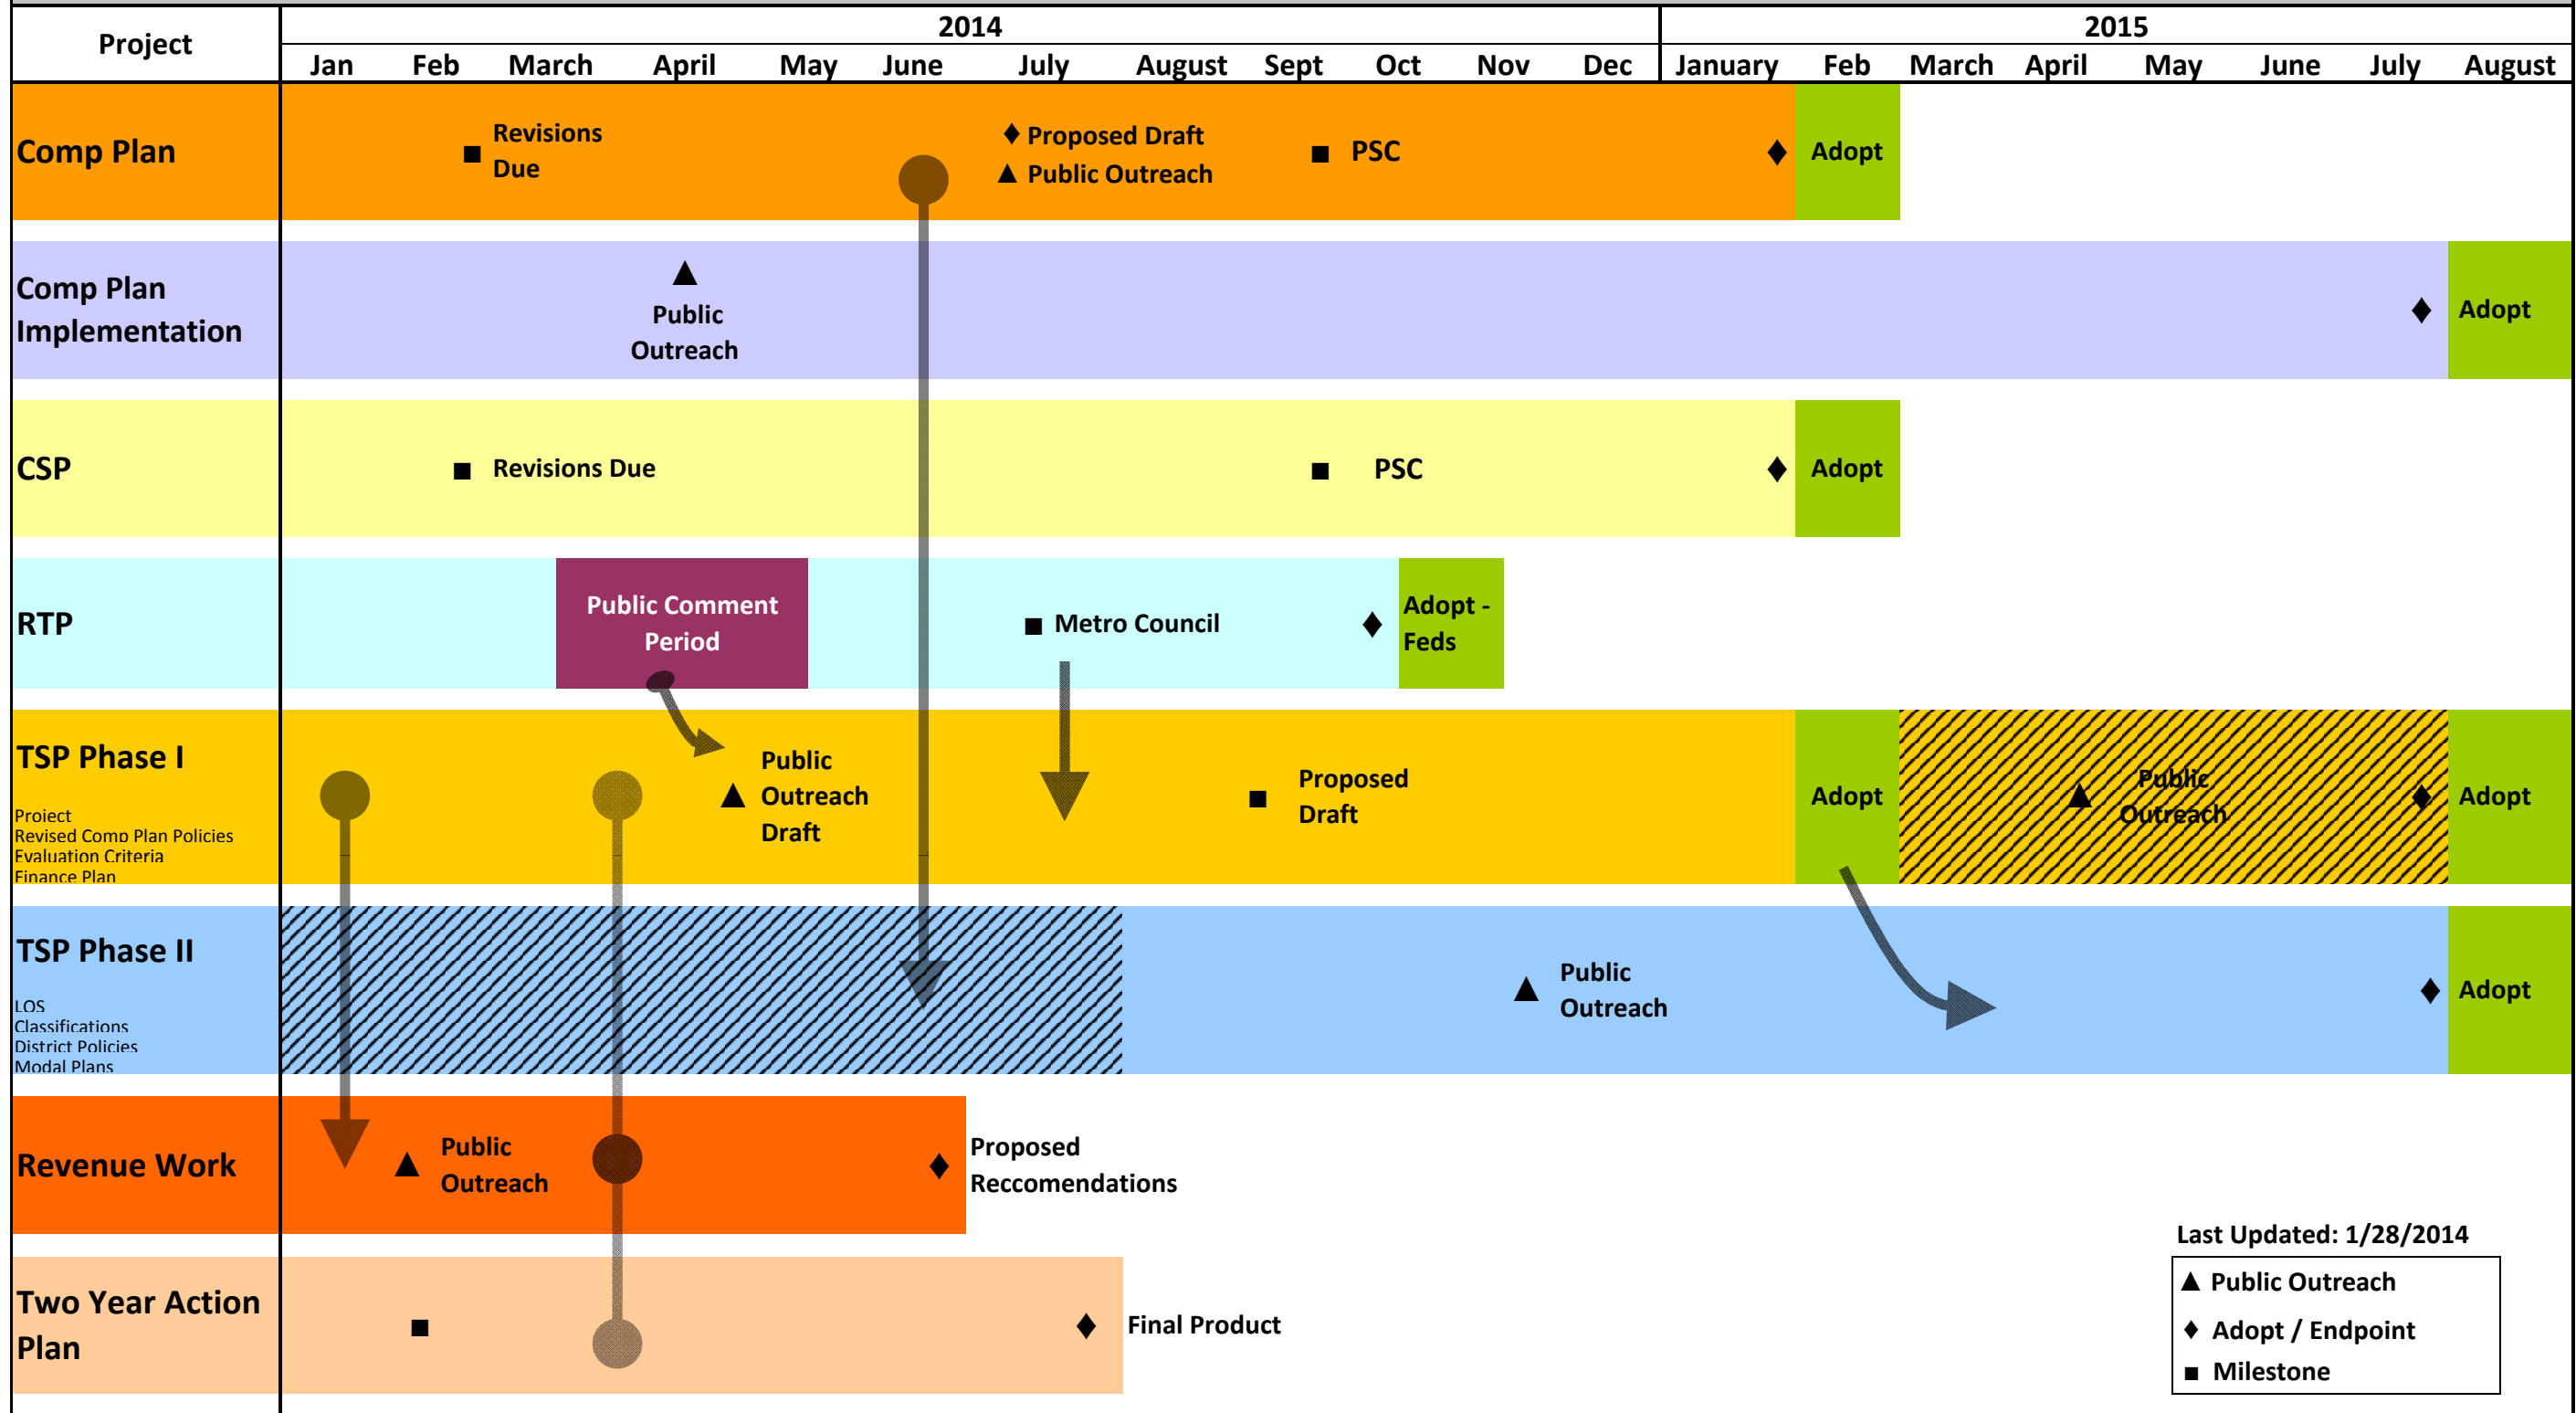 Project
2014
2015
Jan Feb March April May June July August Sept Oct Nov Dec January Feb March April May June July August
Comp Plan
Revisions
Due
Proposed Draft
Public Outreach
PSC
Adopt
Comp Plan
Implementation
Public
Outreach
Adopt
CSP
Revisions Due
PSC
Adopt
RTP
Public Comment
Period
Metro Council
Adopt -
Feds
TSP Phase I
Project
Revised Comp Plan Policies
Evaluation Criteria
Finance Plan
Public
Outreach
Draft
Proposed
Draft
Adopt
Public
Outreach
Adopt
TSP Phase II
LOS
Classifications
District Policies
Modal Plans
Public
Outreach
Adopt
Revenue Work
Public
Outreach
Proposed
Reccomendations
Two Year Action
Plan
Final Product
Last Updated: 1/28/2014
▲ Public Outreach
♦ Adopt / Endpoint
■ Milestone